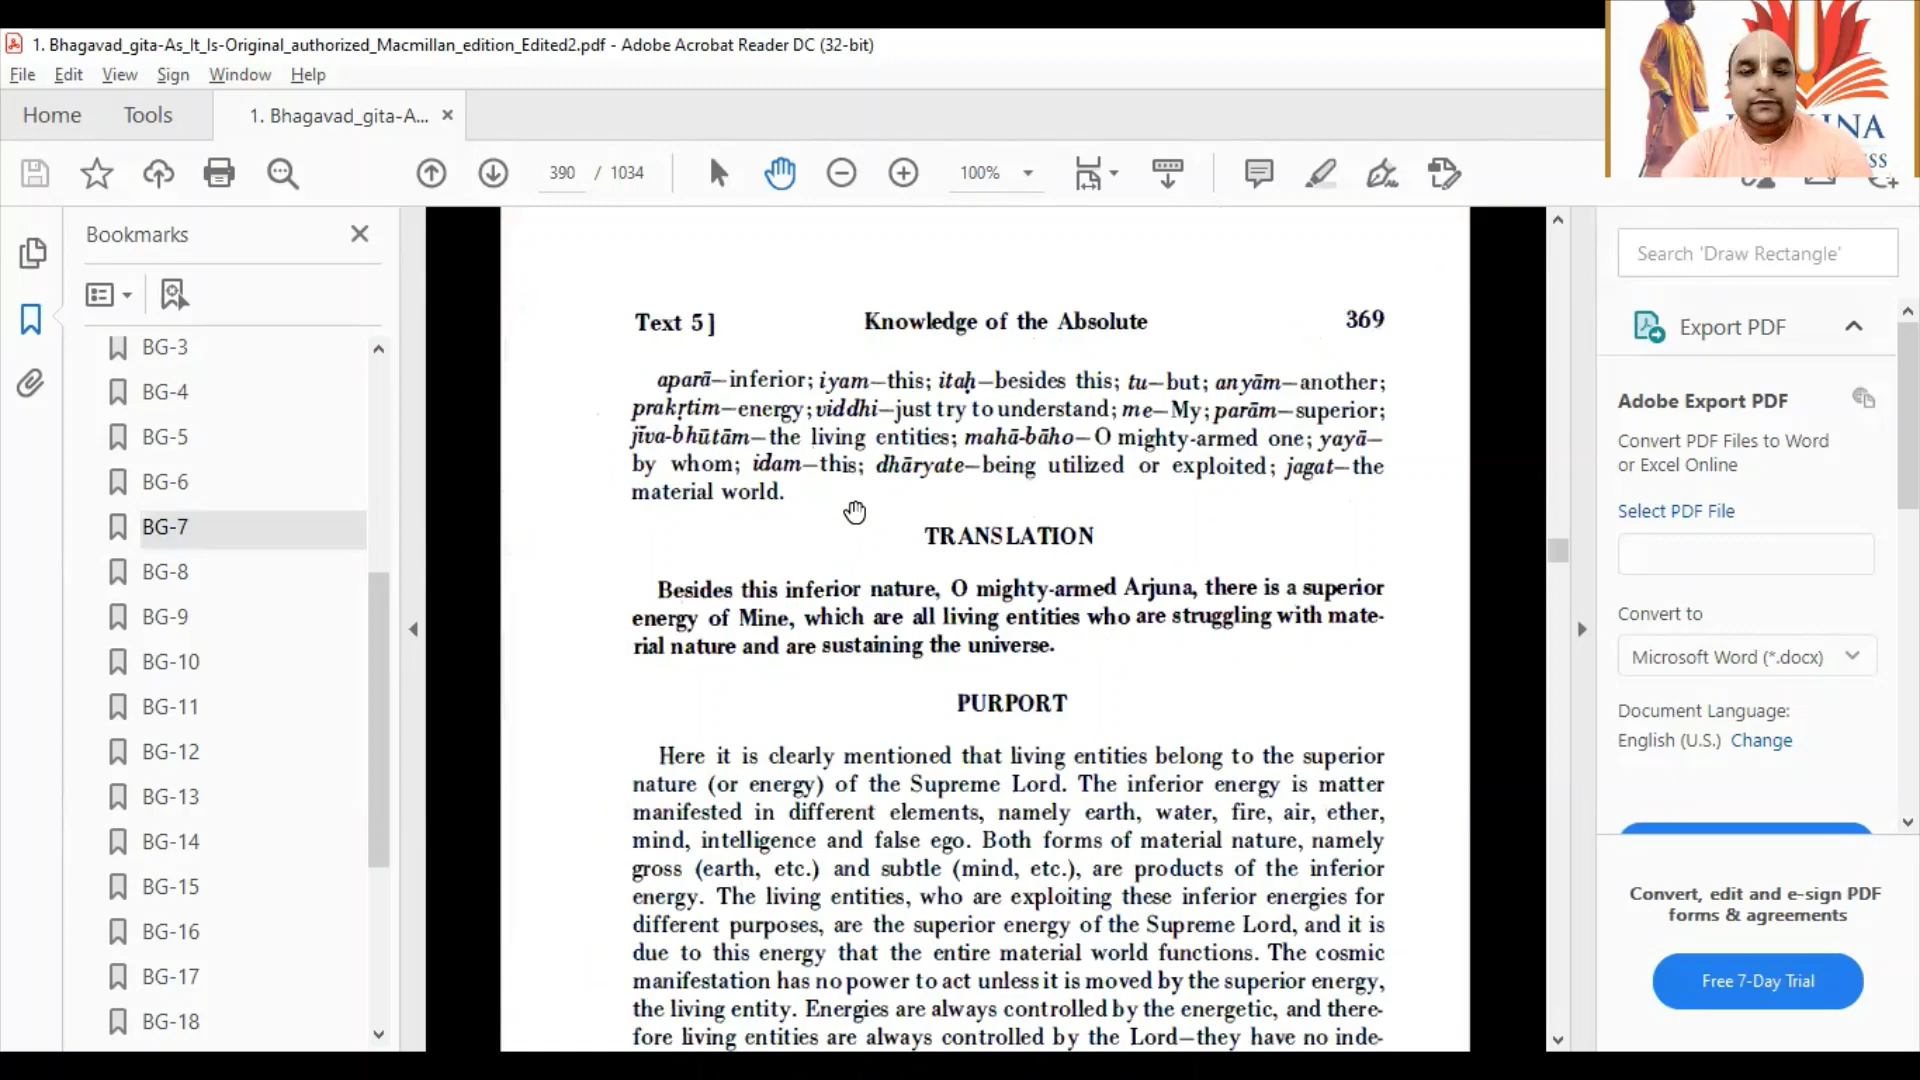 1. Bhagavad_gita-As_It_Is-Original_authorized_Macmillan_edition_Edited2.pdf - Adobe Acrobat Reader DC (32-bit)
File Edit View Sign Window Help
Home Tools 1. Bhagavad_gita-A...
390 / 1034 100%
Bookmarks
BG-3
BG-4
BG-5
BG-6
BG-7
BG-8
BG-9
BG-10
BG-11
BG-12
BG-13
BG-14
BG-15
BG-16
BG-17
BG-18
Text 5] Knowledge of the Absolute 369
aparā—inferior; iyam—this; itaḥ—besides this; tu—but; anyām—another;
prakṛtim—energy; viddhi—just try to understand; me—My; parām—superior;
jīva-bhūtām—the living entities; mahā-bāho—O mighty-armed one; yayā—
by whom; idam—this; dhāryate—being utilized or exploited; jagat—the
material world.
TRANSLATION
Besides this inferior nature, O mighty-armed Arjuna, there is a superior
energy of Mine, which are all living entities who are struggling with mate-
rial nature and are sustaining the universe.
PURPORT
Here it is clearly mentioned that living entities belong to the superior
nature (or energy) of the Supreme Lord. The inferior energy is matter
manifested in different elements, namely earth, water, fire, air, ether,
mind, intelligence and false ego. Both forms of material nature, namely
gross (earth, etc.) and subtle (mind, etc.), are products of the inferior
energy. The living entities, who are exploiting these inferior energies for
different purposes, are the superior energy of the Supreme Lord, and it is
due to this energy that the entire material world functions. The cosmic
manifestation has no power to act unless it is moved by the superior energy,
the living entity. Energies are always controlled by the energetic, and there-
fore living entities are always controlled by the Lord—they have no inde-
Search 'Draw Rectangle'
Export PDF
Adobe Export PDF
Convert PDF Files to Word
or Excel Online
Select PDF File
Convert to
Microsoft Word (*.docx)
Document Language:
English (U.S.) Change
Convert, edit and e-sign PDF
forms & agreements
Free 7-Day Trial